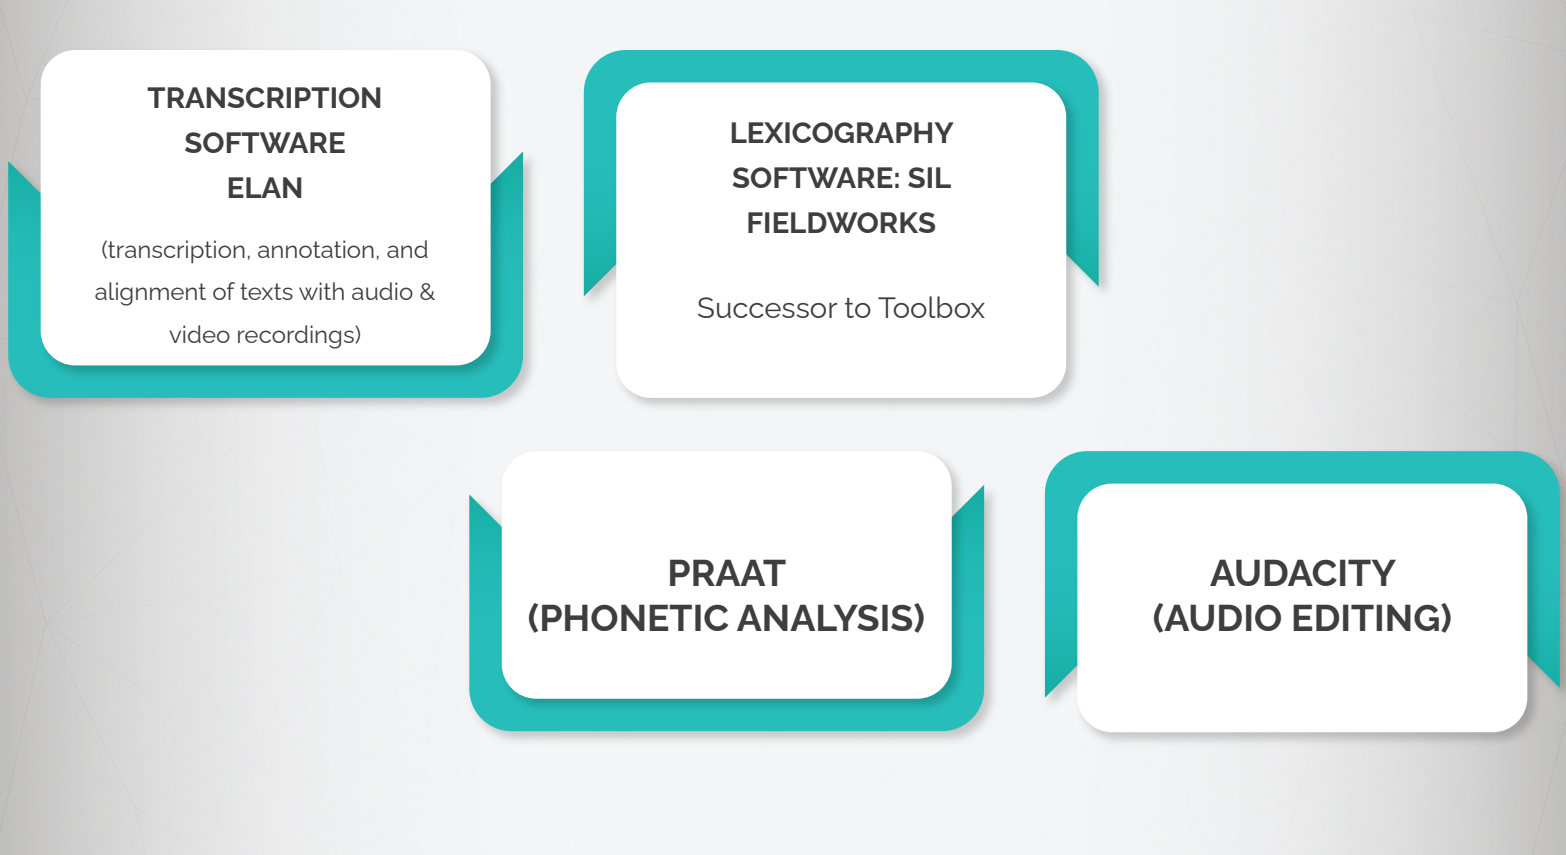 TRANSCRIPTION
SOFTWARE
ELAN
(transcription, annotation, and
alignment of texts with audio &
video recordings)
LEXICOGRAPHY
SOFTWARE: SIL
FIELDWORKS
Successor to Toolbox
PRAAT
(PHONETIC ANALYSIS)
AUDACITY
(AUDIO EDITING)